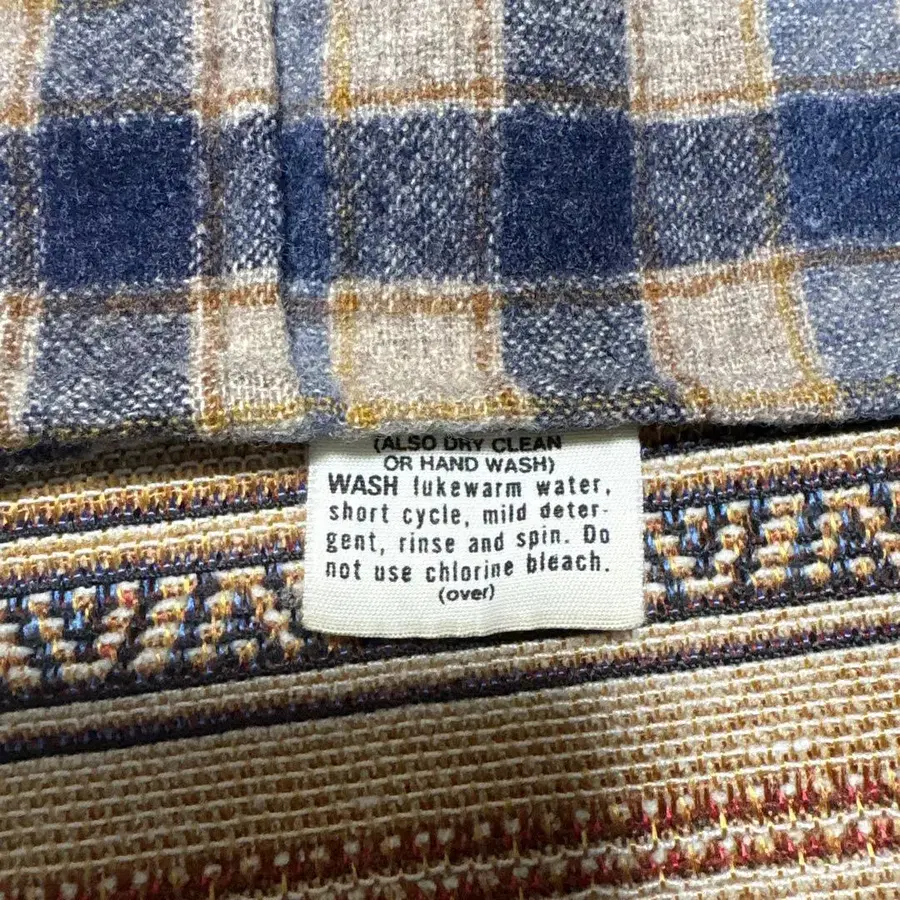 (ALSO DRY CLEAN
OR HAND WASH)
WASH lukewarm water,
short cycle, mild deter-
gent, rinse and spin. Do
not use chlorine bleach.
(over)